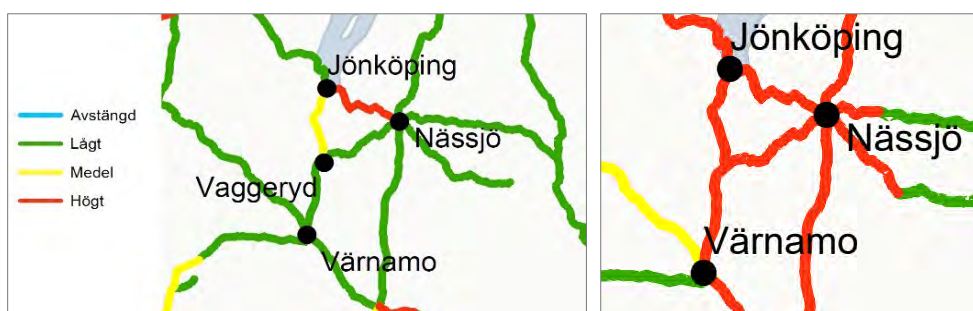 Jönköping
Avstängd
Lågt
Medel
Högt
Nässjö
Vaggeryd
Värnamo
Jönköping
Nässjö
Värnamo